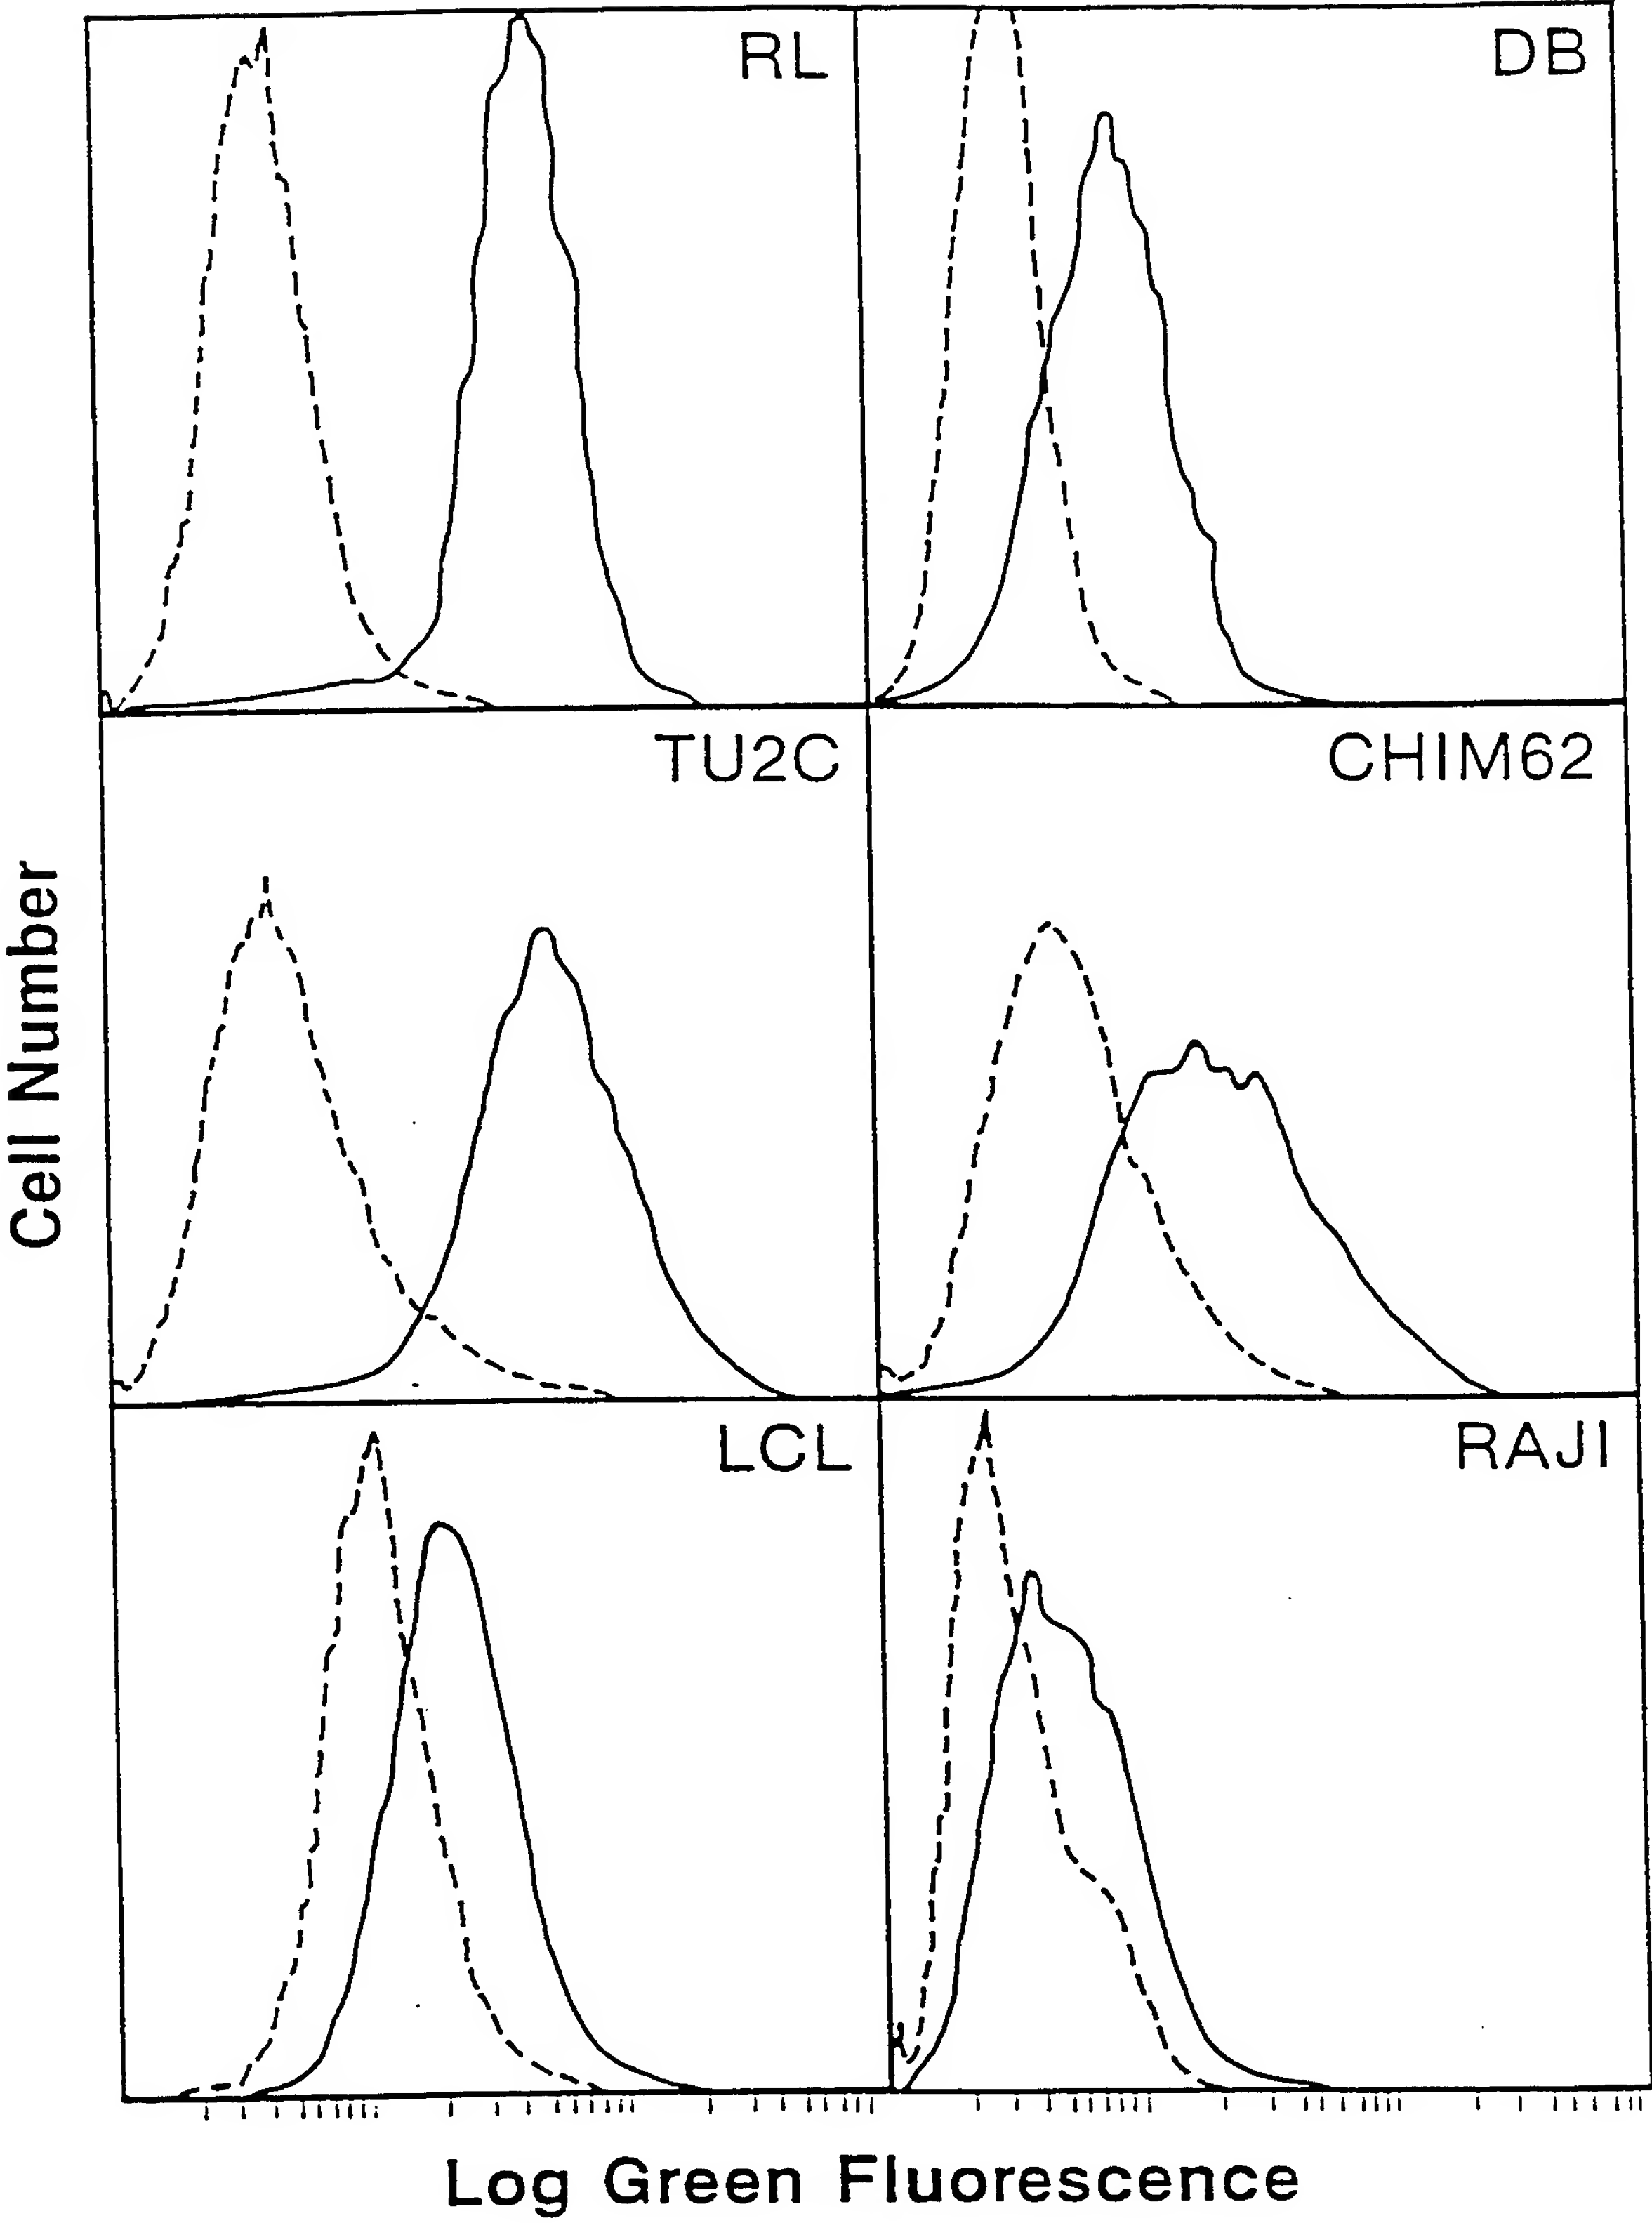 RL
DB
TU2C
CHIM62
LCL
RAJI
Cell Number
Log Green Fluorescence